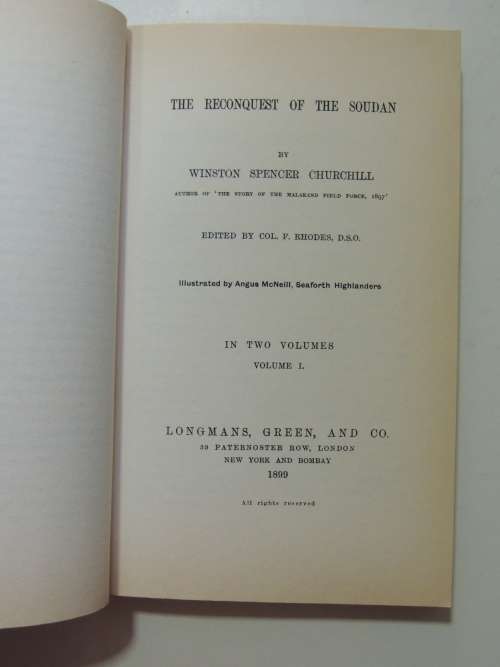 THE RECONQUEST OF THE SOUDAN
BY
WINSTON SPENCER CHURCHILL
AUTHOR OF 'THE STORY OF THE MALAKAND FIELD FORCE, 1897'
EDITED BY COL. F. RHODES, D.S.O.
Illustrated by Angus McNeill, Seaforth Highlanders
IN TWO VOLUMES
VOLUME I.
LONGMANS, GREEN, AND CO.
39 PATERNOSTER ROW, LONDON
NEW YORK AND BOMBAY
1899
All rights reserved